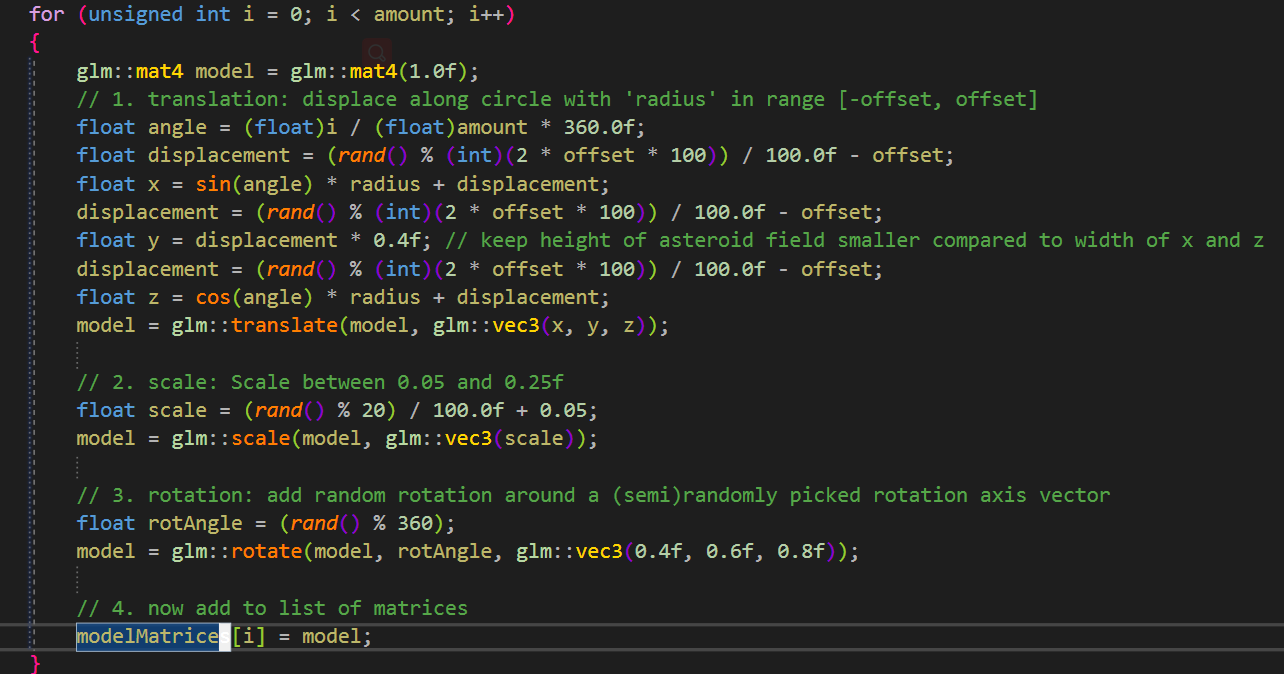 for (unsigned int i = 0; i < amount; i++)
{
    glm::mat4 model = glm::mat4(1.0f);
    // 1. translation: displace along circle with 'radius' in range [-offset, offset]
    float angle = (float)i / (float)amount * 360.0f;
    float displacement = (rand() % (int)(2 * offset * 100)) / 100.0f - offset;
    float x = sin(angle) * radius + displacement;
    displacement = (rand() % (int)(2 * offset * 100)) / 100.0f - offset;
    float y = displacement * 0.4f; // keep height of asteroid field smaller compared to width of x and z
    displacement = (rand() % (int)(2 * offset * 100)) / 100.0f - offset;
    float z = cos(angle) * radius + displacement;
    model = glm::translate(model, glm::vec3(x, y, z));
    // 2. scale: Scale between 0.05 and 0.25f
    float scale = (rand() % 20) / 100.0f + 0.05;
    model = glm::scale(model, glm::vec3(scale));
    // 3. rotation: add random rotation around a (semi)randomly picked rotation axis vector
    float rotAngle = (rand() % 360);
    model = glm::rotate(model, rotAngle, glm::vec3(0.4f, 0.6f, 0.8f));
    // 4. now add to list of matrices
    modelMatrices[i] = model;
}